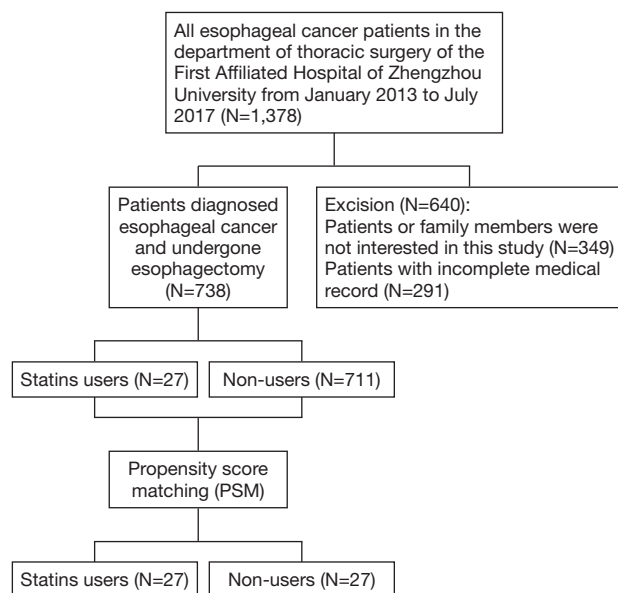 All esophageal cancer patients in the
department of thoracic surgery of the
First Affiliated Hospital of Zhengzhou
University from January 2013 to July
2017 (N=1,378)
Patients diagnosed
esophageal cancer
and undergone
esophagectomy
(N=738)
Excision (N=640):
Patients or family members were
not interested in this study (N=349)
Patients with incomplete medical
record (N=291)
Statins users (N=27)
Non-users (N=711)
Propensity score
matching (PSM)
Statins users (N=27)
Non-users (N=27)